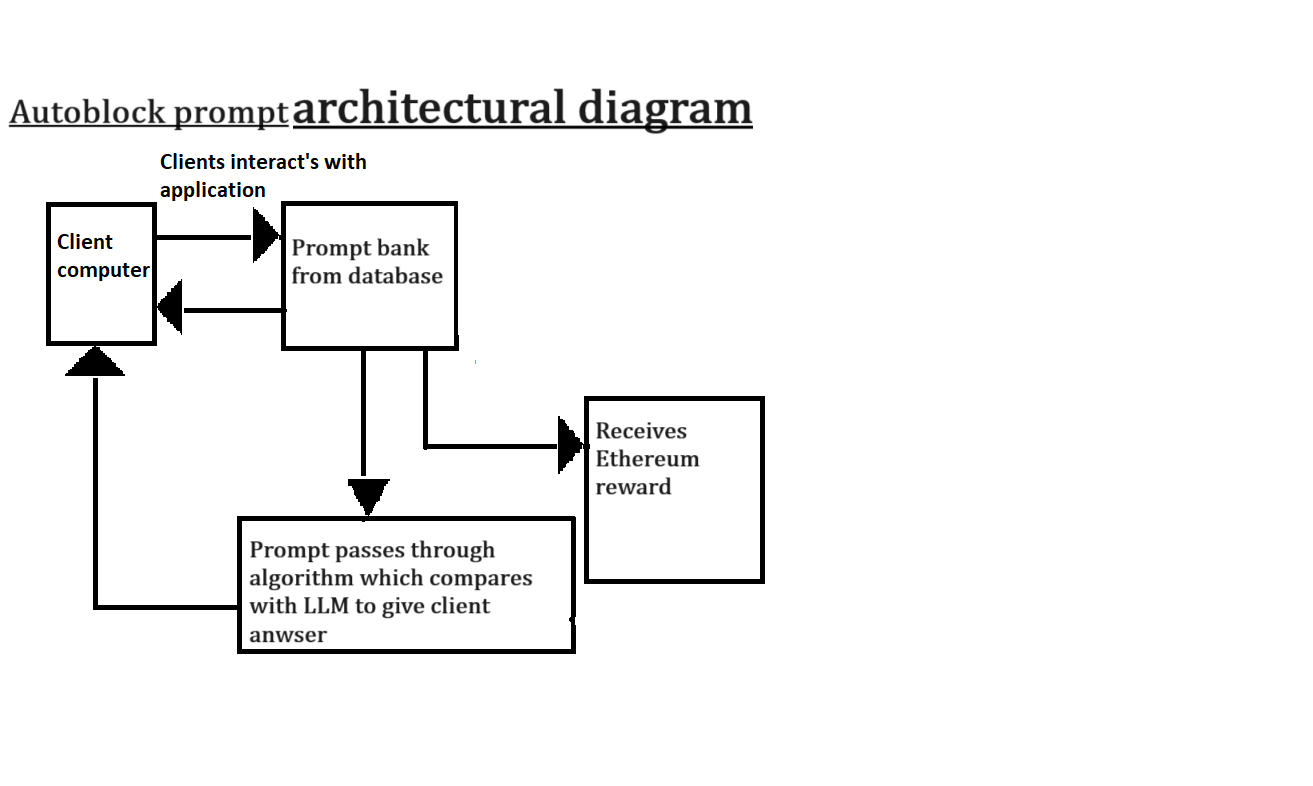 Autoblock prompt architectural diagram
Clients interact's with
application
Client
computer
Prompt bank
from database
Receives
Ethereum
reward
Prompt passes through
algorithm which compares
with LLM to give client
anwser